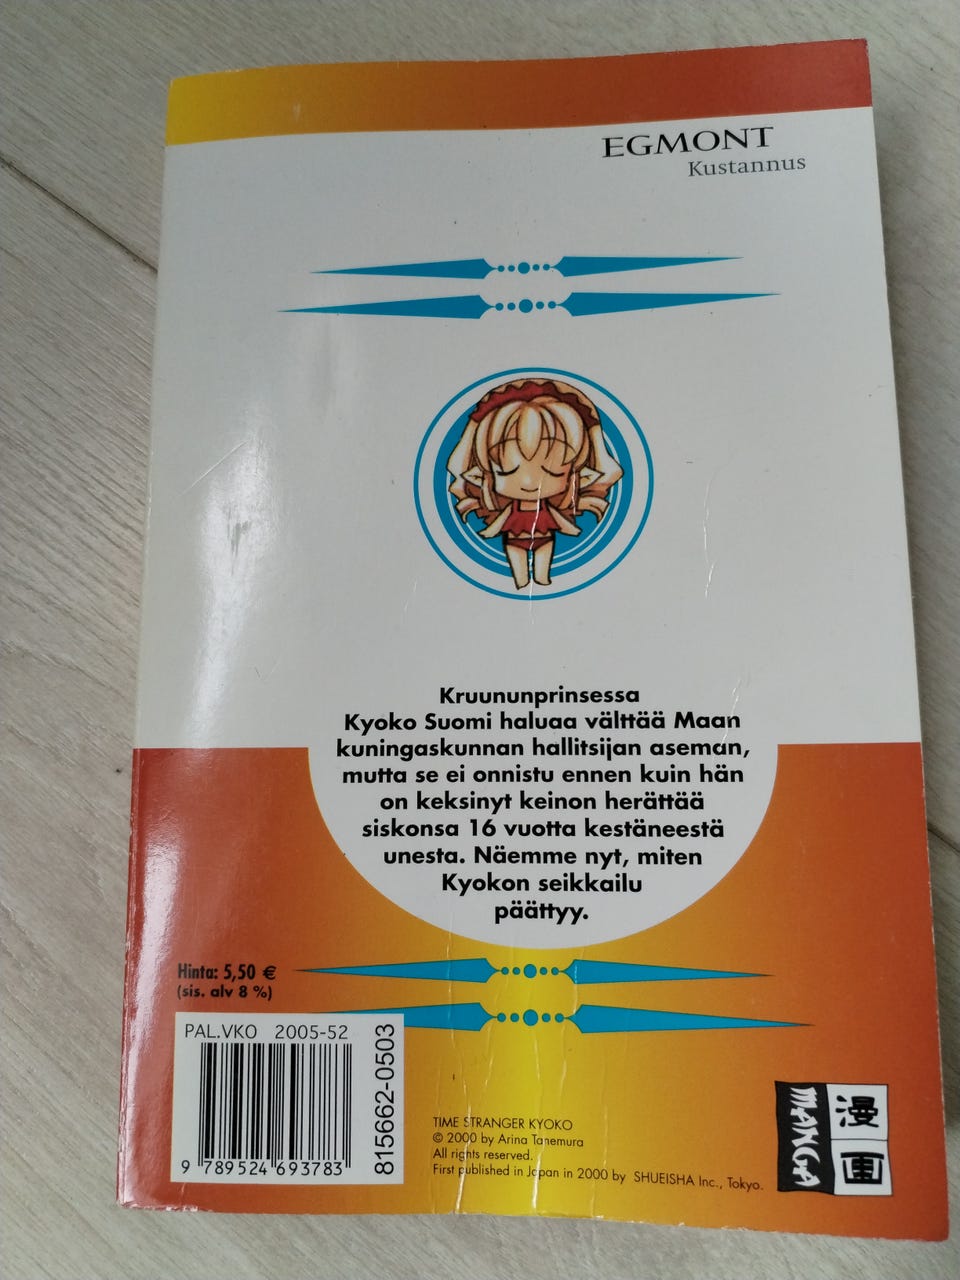 EGMONT
Kustannus
Kruununprinsessa
Kyoko Suomi haluaa välttää Maan
kuningaskunnan hallitsijan aseman,
mutta se ei onnistu ennen kuin hän
on keksinyt keinon herättää
siskonsa 16 vuotta kestäneestä
unesta. Näemme nyt, miten
Kyokon seikkailu
päättyy.
Hinta: 5,50 €
(sis. alv 8 %)
PAL.VKO 2005-52
9 789524 693783
815662-0503
TIME STRANGER KYOKO
© 2000 by Arina Tanemura
All rights reserved.
First published in Japan in 2000 by SHUEISHA Inc., Tokyo.
MANGA
漫画